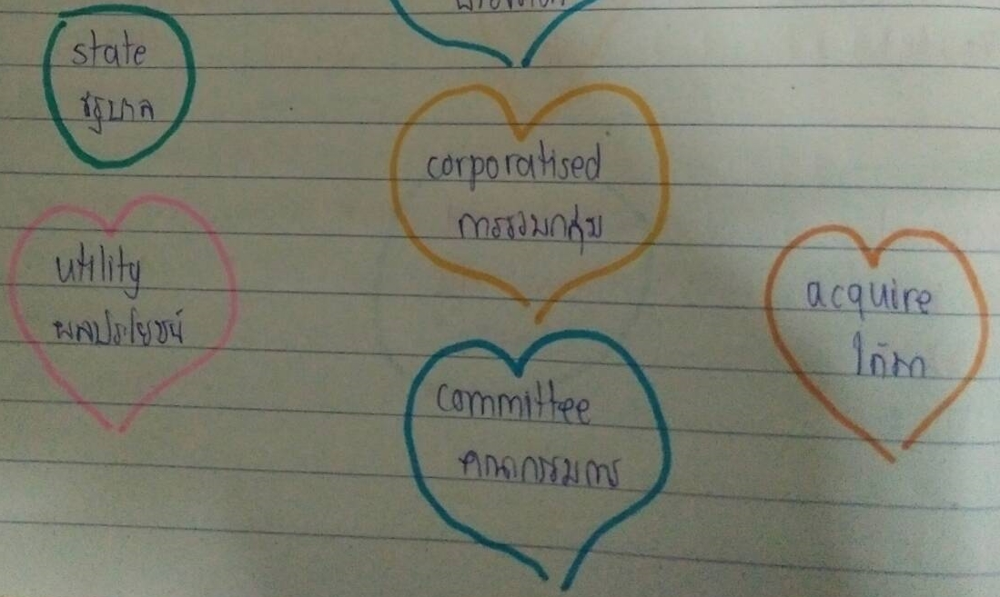 state
รัฐบาล
corporatised
การรวมกลุ่ม
utility
ผลประโยชน์
acquire
ได้มา
committee
คณะกรรมการ